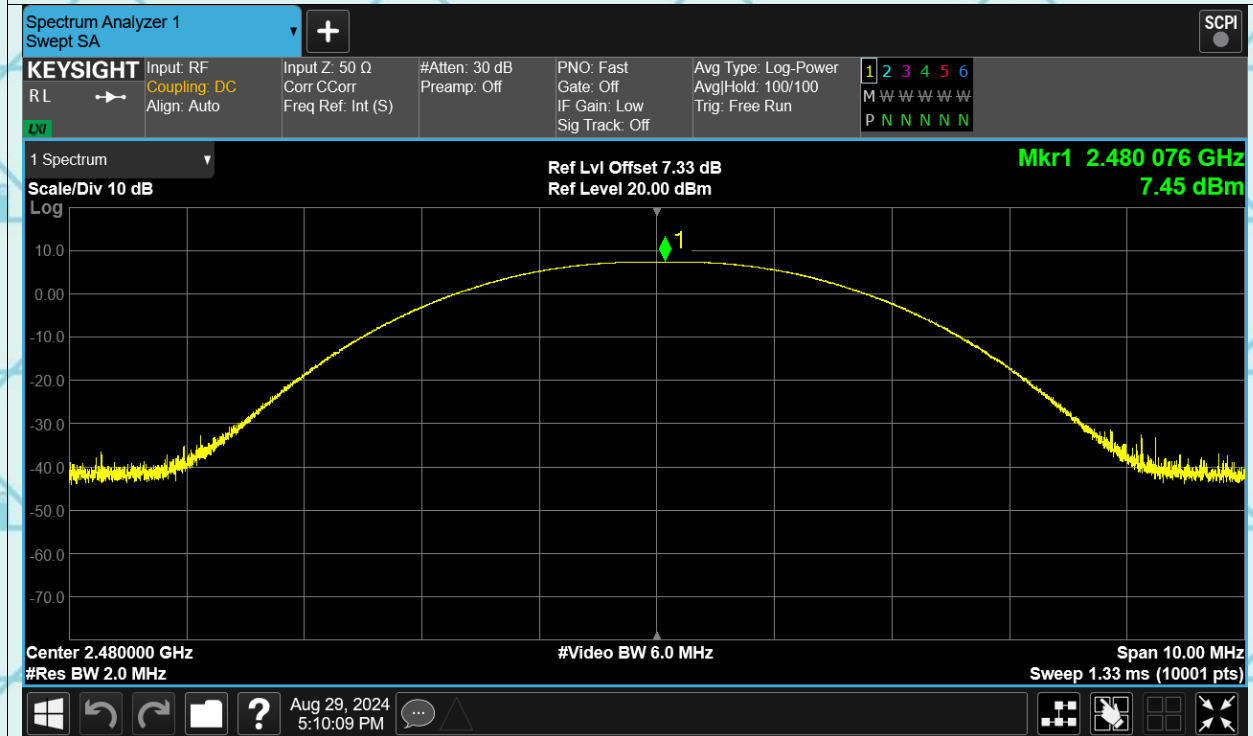 Spectrum Analyzer 1
Swept SA
SCPI
KEYSIGHT
RL
LXI
Input: RF
Coupling: DC
Align: Auto
Input Z: 50 Ω
Corr CCorr
Freq Ref: Int (S)
#Atten: 30 dB
Preamp: Off
PNO: Fast
Gate: Off
IF Gain: Low
Sig Track: Off
Avg Type: Log-Power
Avg|Hold: 100/100
Trig: Free Run
1 2 3 4 5 6
M W W W W W
P N N N N N
1 Spectrum
Scale/Div 10 dB
Log
Ref Lvl Offset 7.33 dB
Ref Level 20.00 dBm
Mkr1 2.480 076 GHz
7.45 dBm
1
10.0
0.00
-10.0
-20.0
-30.0
-40.0
-50.0
-60.0
-70.0
Center 2.480000 GHz
#Video BW 6.0 MHz
Span 10.00 MHz
#Res BW 2.0 MHz
Sweep 1.33 ms (10001 pts)
Aug 29, 2024
5:10:09 PM